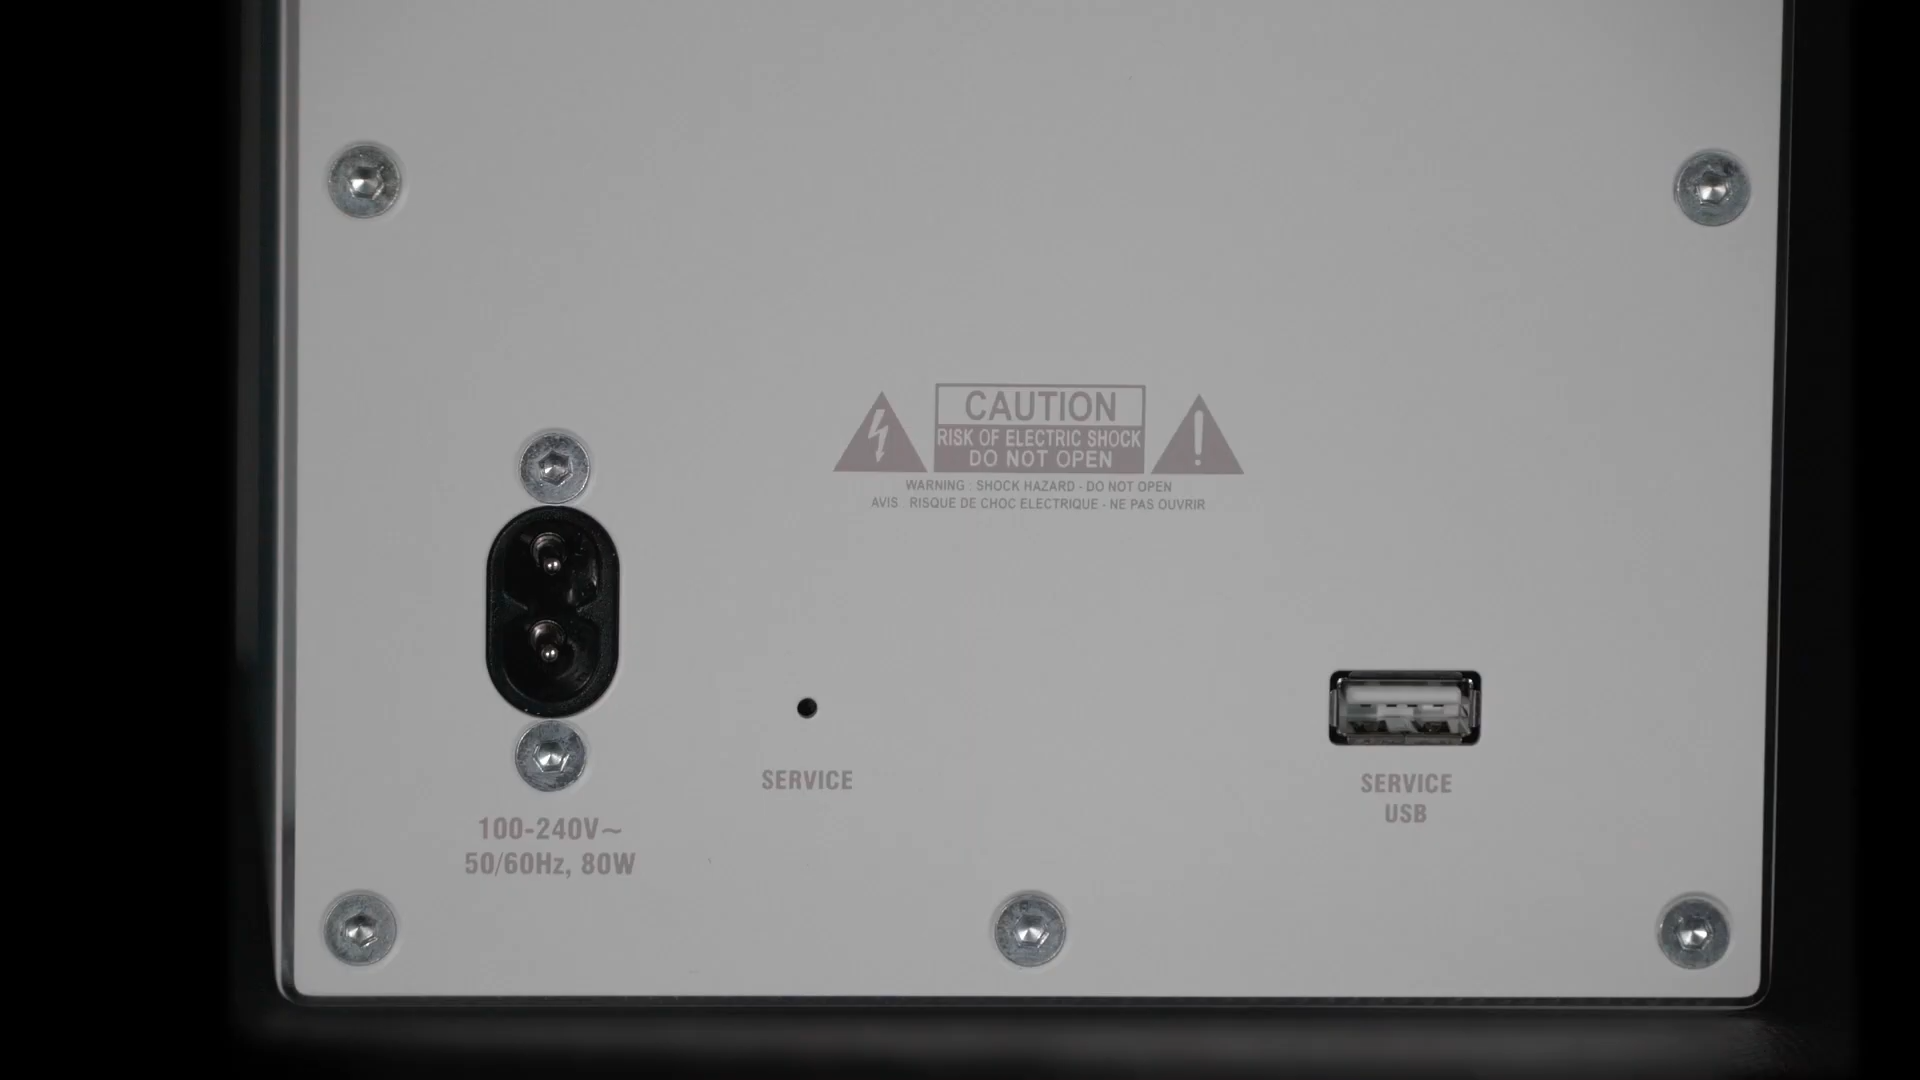 CAUTION
RISK OF ELECTRIC SHOCK
DO NOT OPEN
WARNING : SHOCK HAZARD - DO NOT OPEN
AVIS RISQUE DE CHOC ELECTRIQUE - NE PAS OUVRIR
SERVICE
SERVICE
USB
100-240V~
50/60Hz, 80W